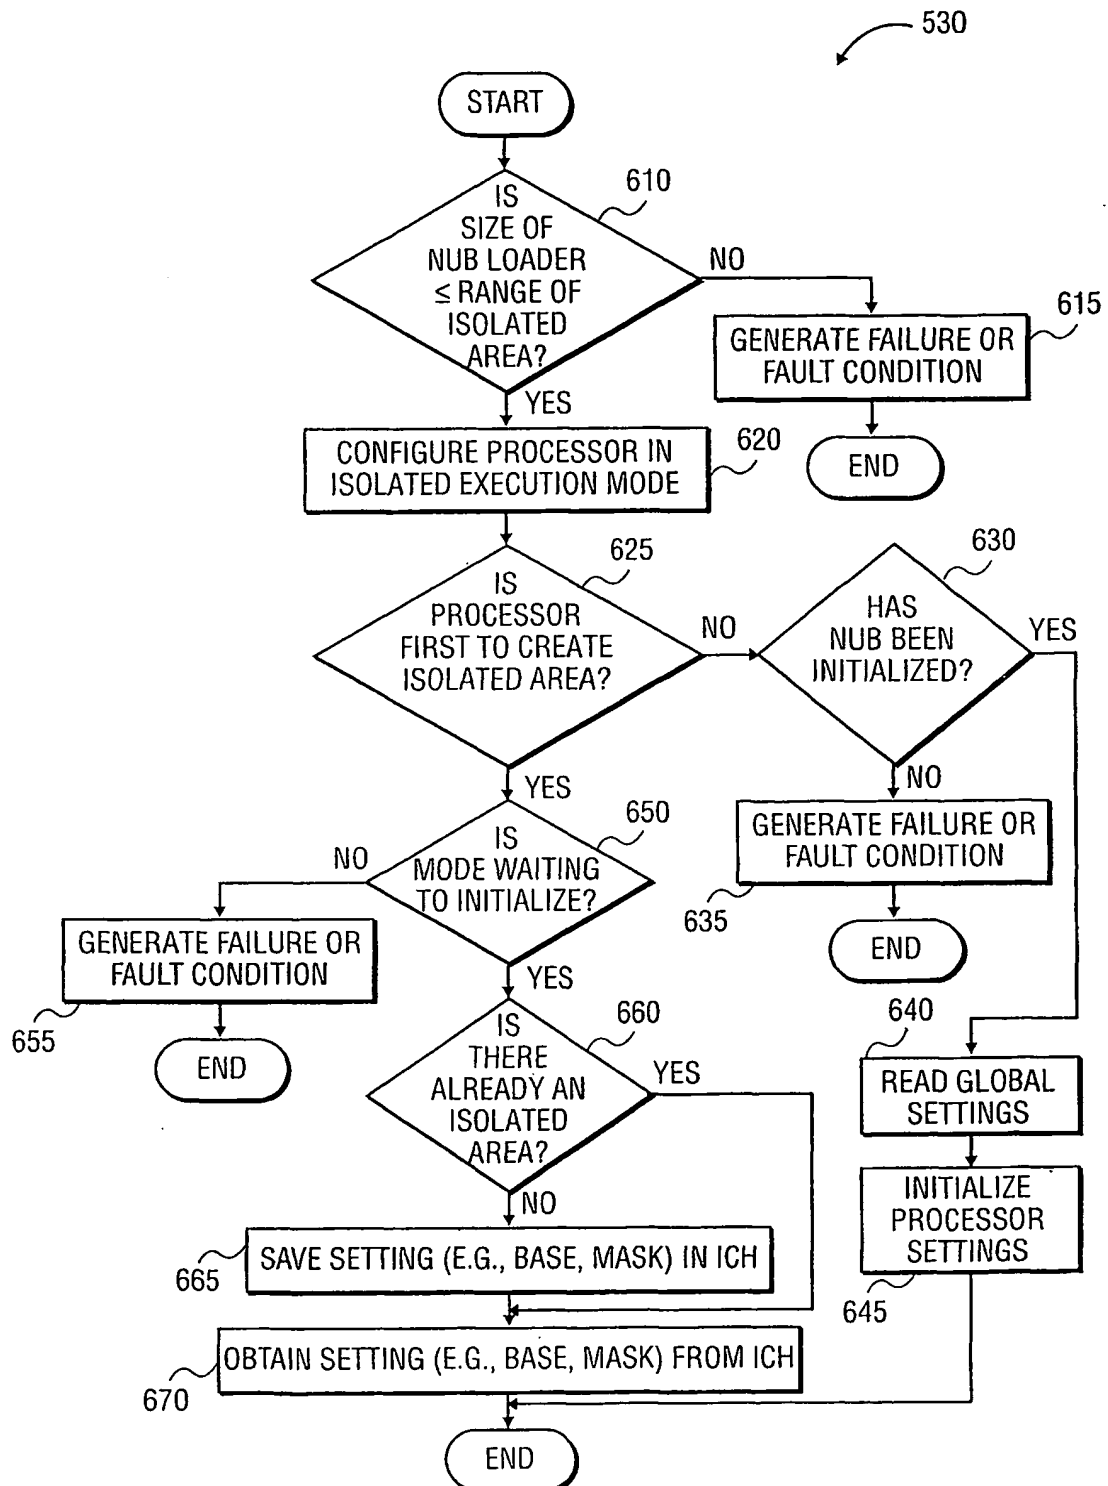 530
START
610
IS
SIZE OF
NUB LOADER
≤ RANGE OF
ISOLATED
AREA?
NO
615
GENERATE FAILURE OR
FAULT CONDITION
END
YES
620
CONFIGURE PROCESSOR IN
ISOLATED EXECUTION MODE
625
IS
PROCESSOR
FIRST TO CREATE
ISOLATED AREA?
NO
630
HAS
NUB BEEN
INITIALIZED?
YES
NO
GENERATE FAILURE OR
FAULT CONDITION
635
END
YES
650
IS
MODE WAITING
TO INITIALIZE?
NO
GENERATE FAILURE OR
FAULT CONDITION
655
END
YES
660
IS
THERE
ALREADY AN
ISOLATED
AREA?
YES
640
READ GLOBAL
SETTINGS
INITIALIZE
PROCESSOR
SETTINGS
645
NO
SAVE SETTING (E.G., BASE, MASK) IN ICH
665
OBTAIN SETTING (E.G., BASE, MASK) FROM ICH
670
END